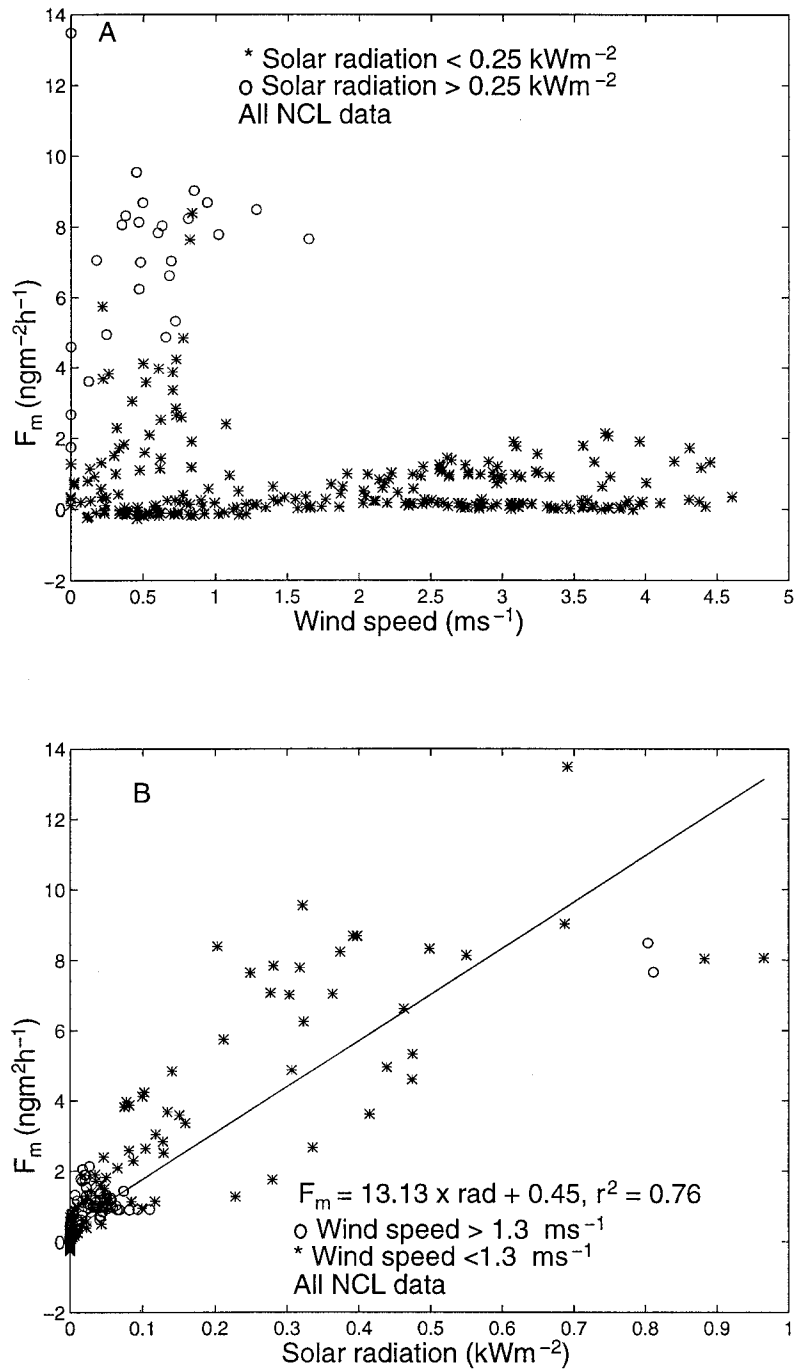 A
* Solar radiation < 0.25 kWm⁻²
o Solar radiation > 0.25 kWm⁻²
All NCL data
14
12
10
8
6
4
2
0
−2
Fₘ (ngm⁻²h⁻¹)
0 0.5 1 1.5 2 2.5 3 3.5 4 4.5 5
Wind speed (ms⁻¹)
B
14
12
10
8
6
4
2
0
−2
Fₘ (ngm²h⁻¹)
Fₘ = 13.13 x rad + 0.45, r² = 0.76
o Wind speed > 1.3 ms⁻¹
* Wind speed <1.3 ms⁻¹
All NCL data
0 0.1 0.2 0.3 0.4 0.5 0.6 0.7 0.8 0.9 1
Solar radiation (kWm⁻²)